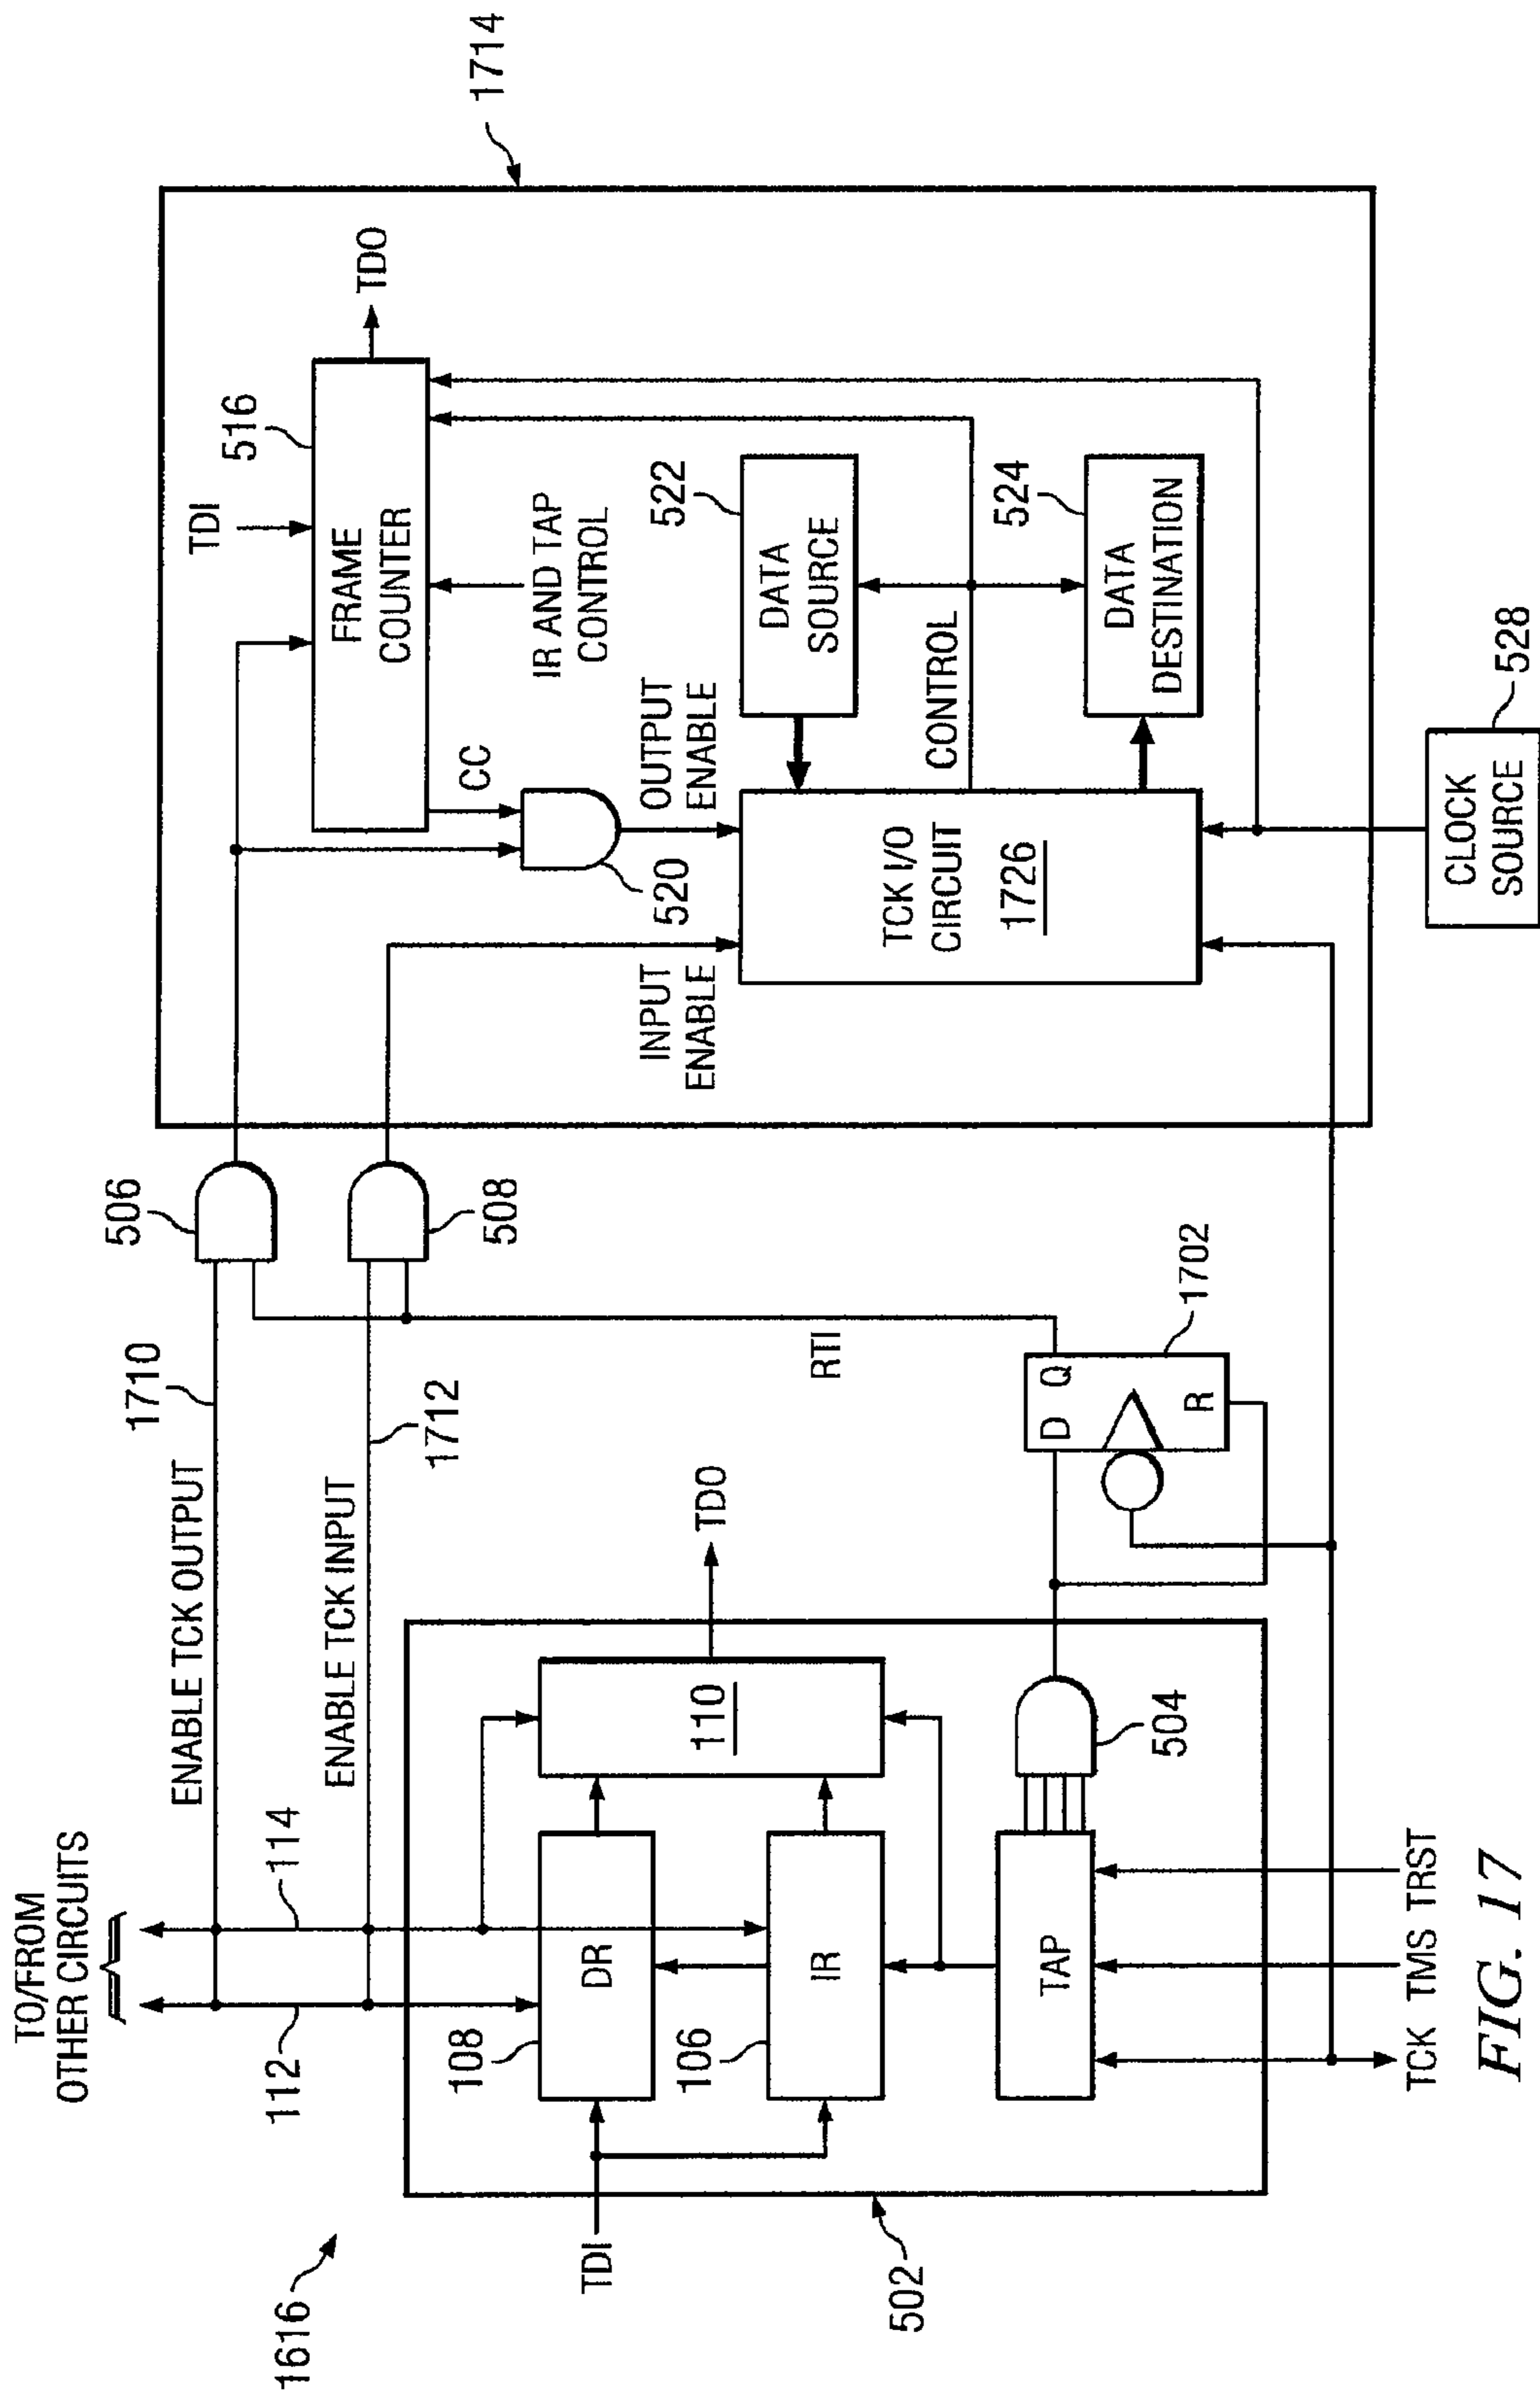 TO/FROM
OTHER CIRCUITS
1616
112
114
ENABLE TCK OUTPUT
1710
506
ENABLE TCK INPUT
1712
508
1714
TDI
502
108
DR
106
IR
110
TDO
TAP
504
TCK TMS TRST
RTI
D Q
R
1702
TDI
516
FRAME
COUNTER
TDO
IR AND TAP
CONTROL
CC
520
INPUT
ENABLE
OUTPUT
ENABLE
522
DATA
SOURCE
CONTROL
524
DATA
DESTINATION
TCK I/O
CIRCUIT
1726
CLOCK
SOURCE
528
FIG. 17